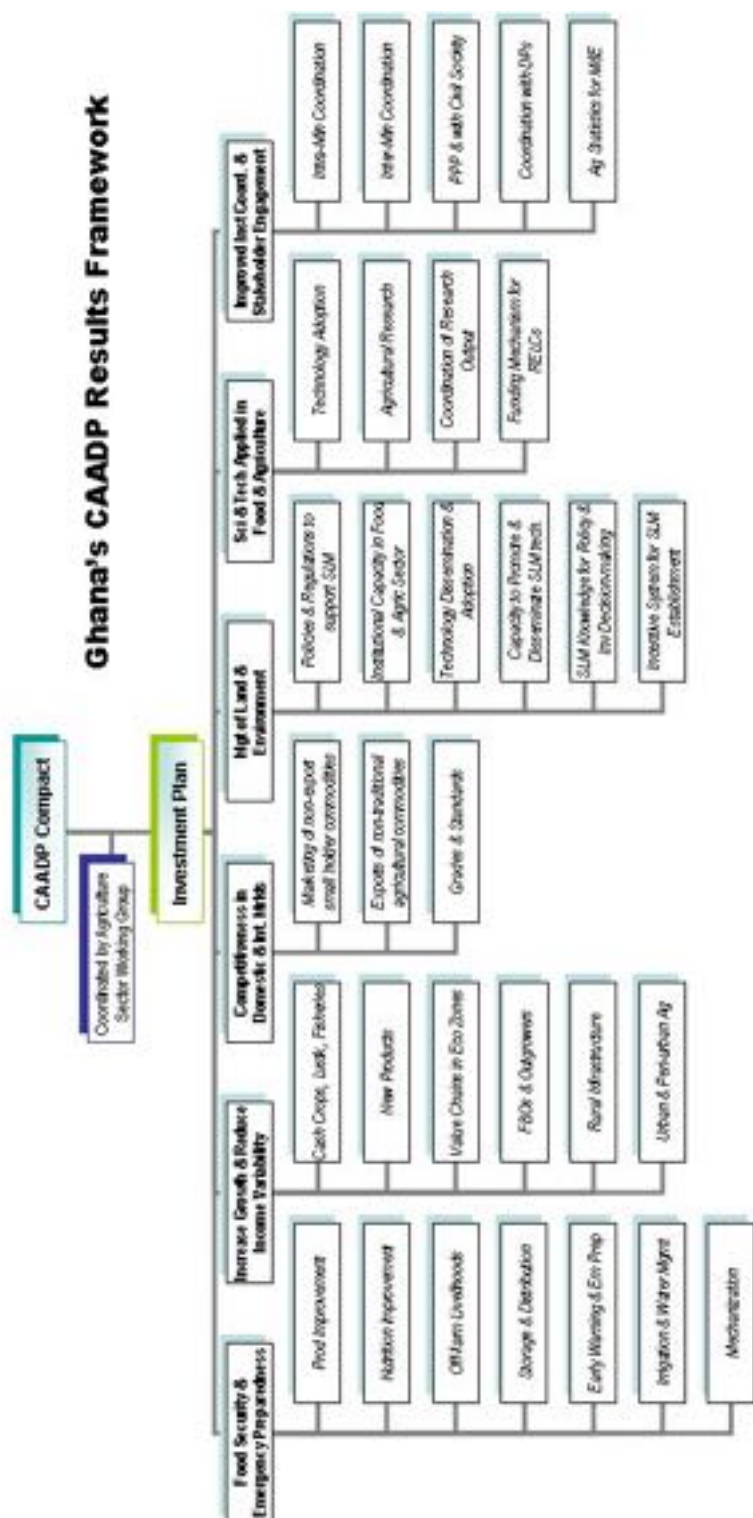 Ghana's CAADP Results Framework
CAADP Compact
Coordinated by Agriculture
Sector Working Group
Investment Plan
Food Security &
Emergency Preparedness
Prod Improvement
Nutrition Improvement
Off-farm Livelihoods
Storage & Distribution
Early Warning & Em Prep
Irrigation & Water Mgmt
Mechanization
Increase Growth & Reduce
Income Variability
Cash Crops, Lvstk, Fisheries
New Products
Value Chains in Eco Zones
FBOs & Outgrowers
Rural Infrastructure
Urban & Peri-urban Ag
Competitiveness in
Domestic & Int. Mrkts
Marketing of non-export
small holder commodities
Exports of non-traditional
agricultural commodities
Grades & Standards
Mgt of Land &
Environment
Policies & Regulations to
support SLM
Institutional Capacity in Food
& Agric Sector
Technology Dissemination &
Adoption
Capacity to Promote &
Disseminate SLM tech.
SLM Knowledge for Policy &
Inv Decision-making
Incentive System for SLM
Establishment
Sci & Tech Applied in
Food & Agriculture
Technology Adoption
Agricultural Research
Coordination of Research
Output
Funding Mechanism for
RELCs
Improved Inst Coord. &
Stakeholder Engagement
Intra-Min Coordination
Inter-Min Coordination
PPP & with Civil Society
Coordination with DPs
Ag Statistics for M&E